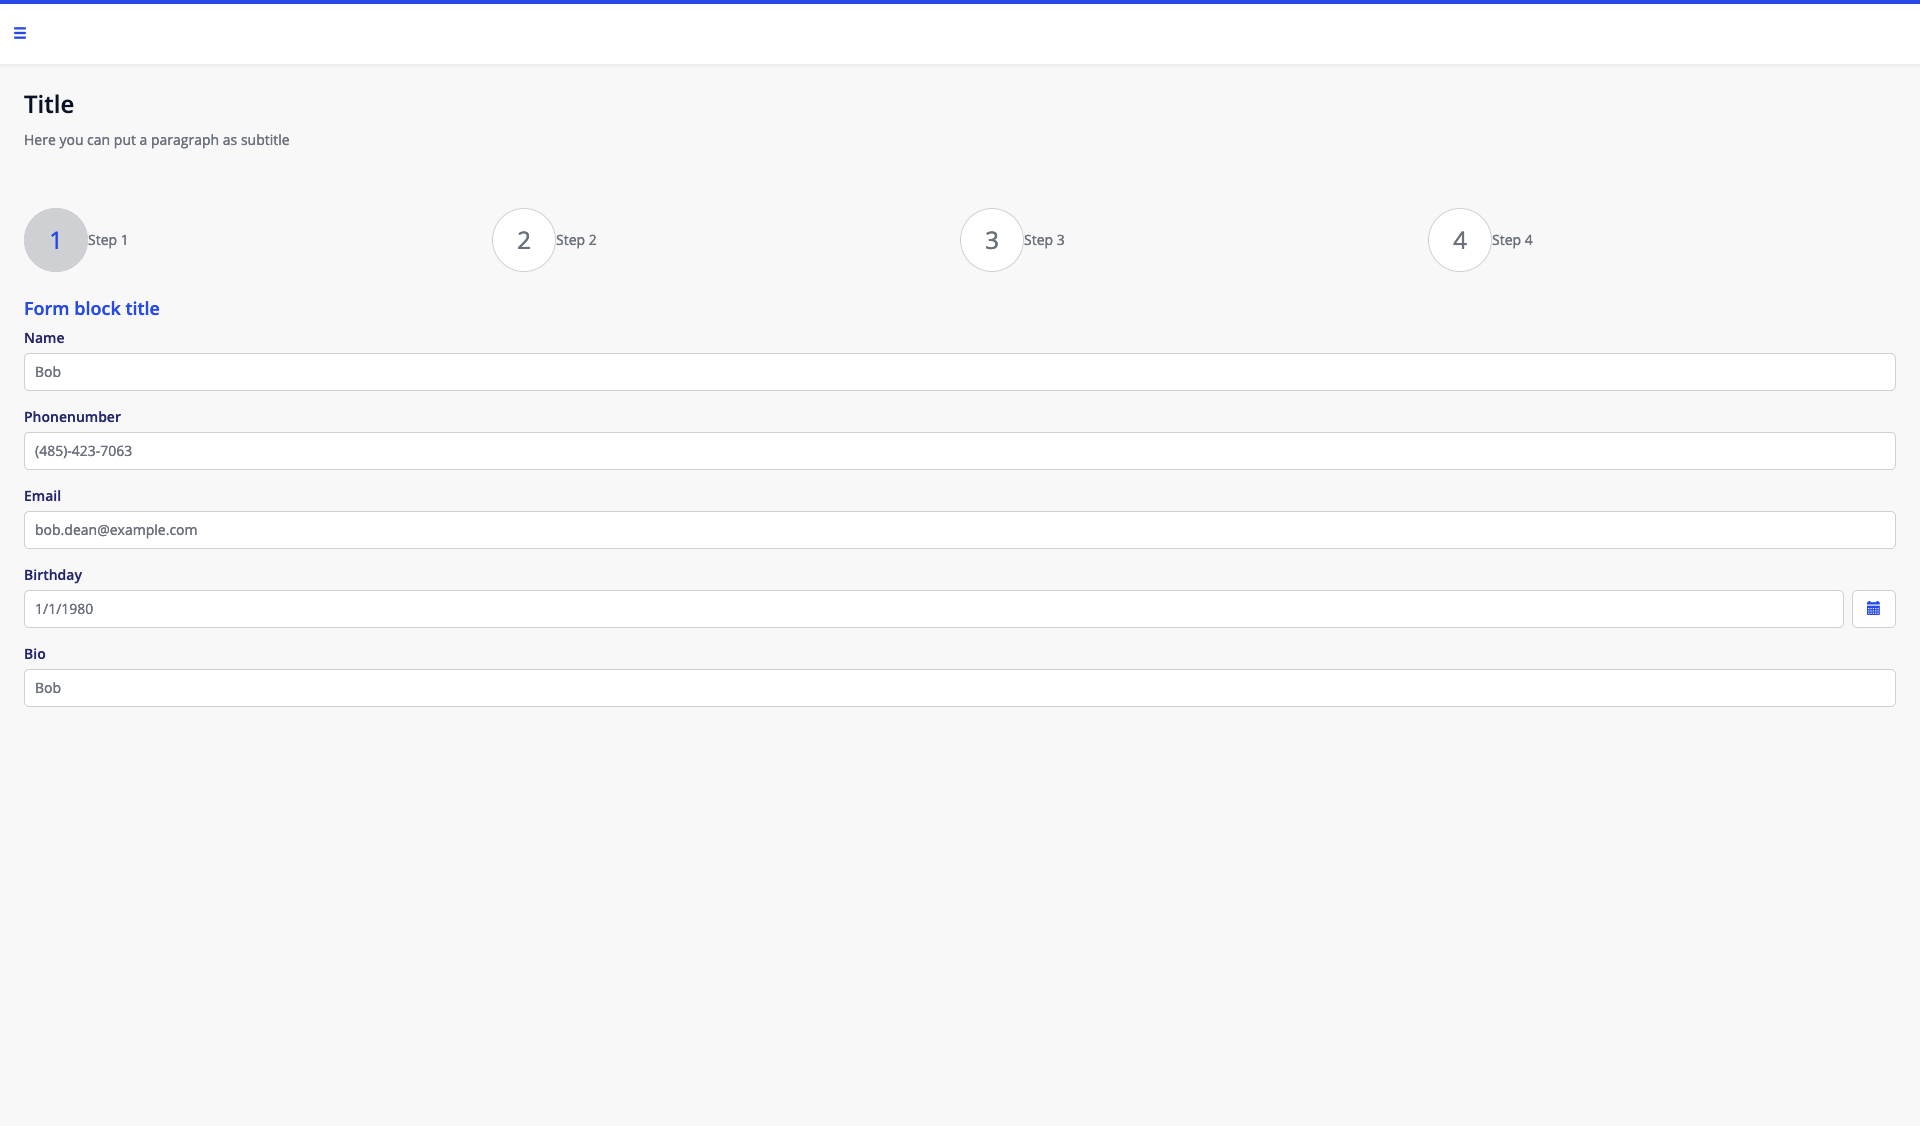 Title
Here you can put a paragraph as subtitle
1 Step 1 2 Step 2 3 Step 3 4 Step 4
Form block title
Name
Bob
Phonenumber
(485)-423-7063
Email
bob.dean@example.com
Birthday
1/1/1980
Bio
Bob